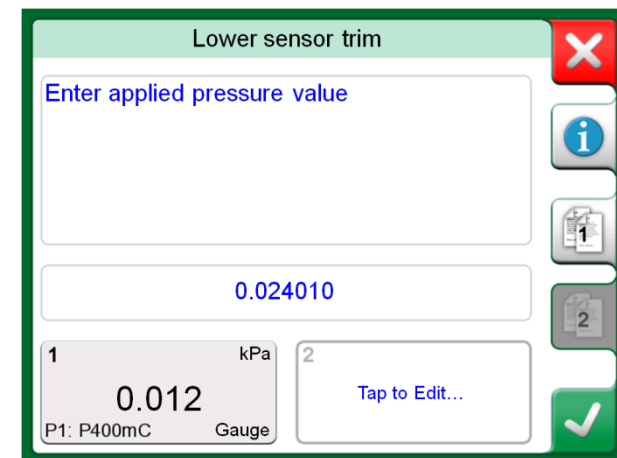 Lower sensor trim
Enter applied pressure value
0.024010
1 kPa
0.012
P1: P400mC Gauge
2
Tap to Edit...
i
1
2